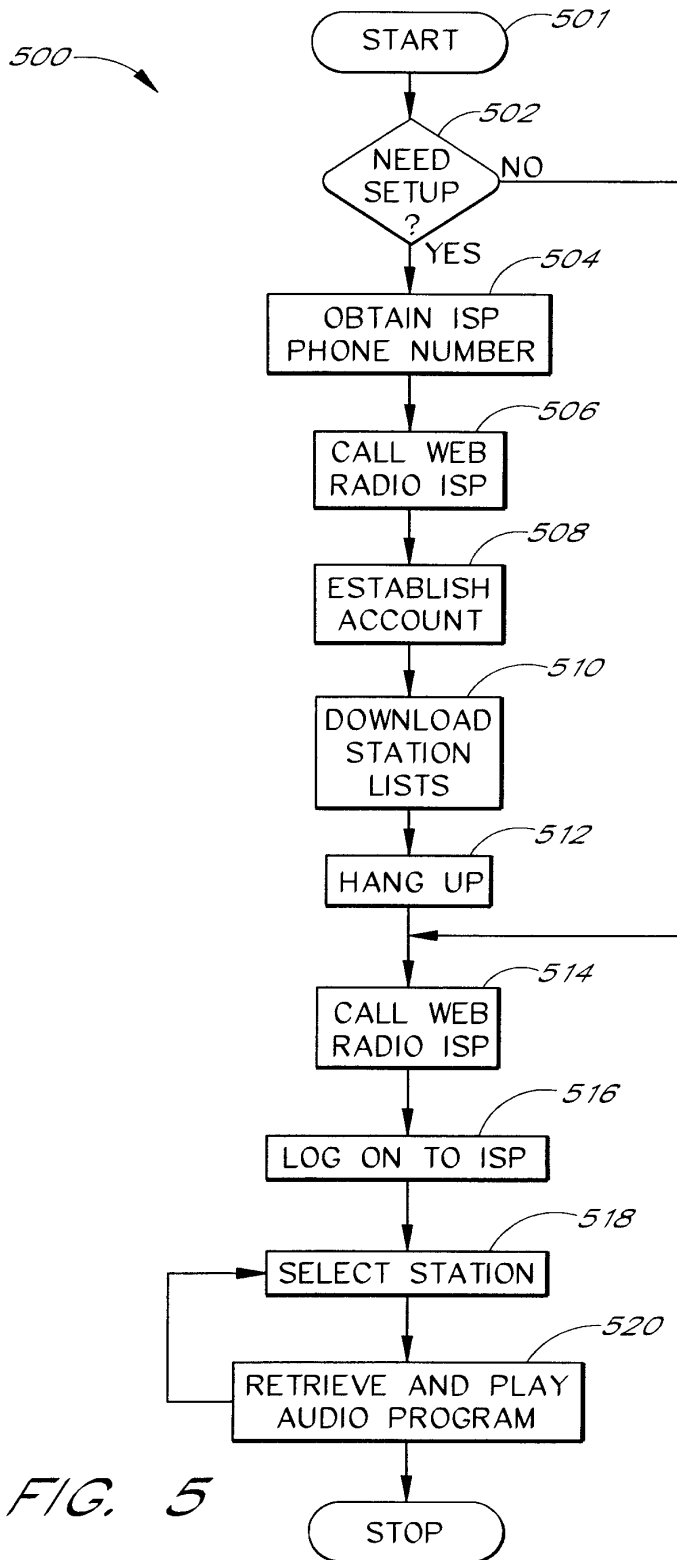 500
START
501
502
NEED
SETUP
?
NO
YES
504
OBTAIN ISP
PHONE NUMBER
506
CALL WEB
RADIO ISP
508
ESTABLISH
ACCOUNT
510
DOWNLOAD
STATION
LISTS
512
HANG UP
514
CALL WEB
RADIO ISP
516
LOG ON TO ISP
518
SELECT STATION
520
RETRIEVE AND PLAY
AUDIO PROGRAM
STOP
FIG. 5